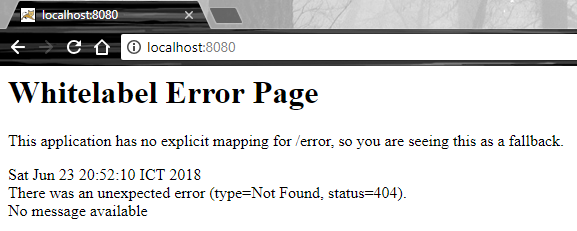 localhost:8080
localhost:8080
Whitelabel Error Page
This application has no explicit mapping for /error, so you are seeing this as a fallback.
Sat Jun 23 20:52:10 ICT 2018
There was an unexpected error (type=Not Found, status=404).
No message available